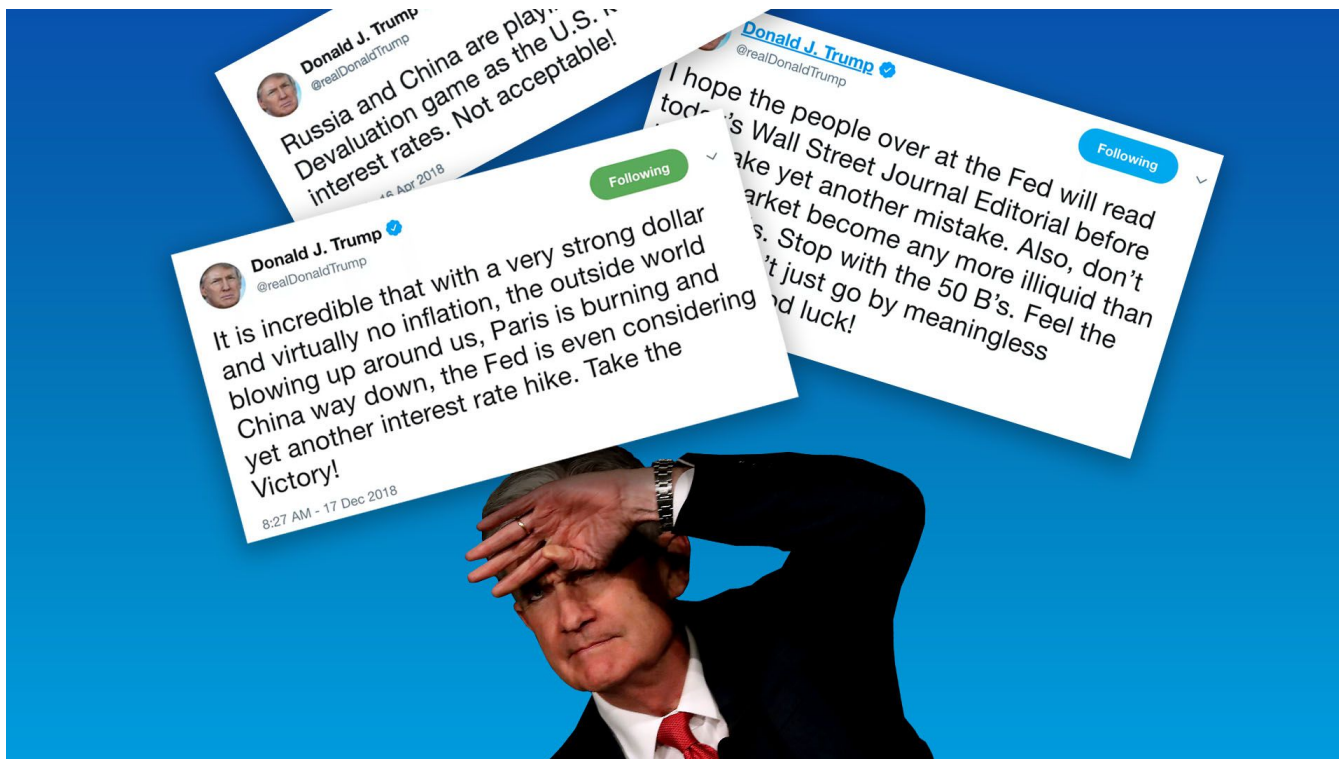 Donald J. Trump
@realDonaldTrump
Russia and China are
Devaluation game as the U.S.
interest rates. Not acceptable!
16 Apr 2018
Donald J. Trump
@realDonaldTrump
Following
I hope the people over at the Fed will read
today's Wall Street Journal Editorial before
yet another mistake. Also, don't
become any more illiquid than
Stop with the 50 B's. Feel the
just go by meaningless
luck!
Donald J. Trump
@realDonaldTrump
Following
It is incredible that with a very strong dollar
and virtually no inflation, the outside world
blowing up around us, Paris is burning and
China way down, the Fed is even considering
yet another interest rate hike. Take the
Victory!
8:27 AM - 17 Dec 2018